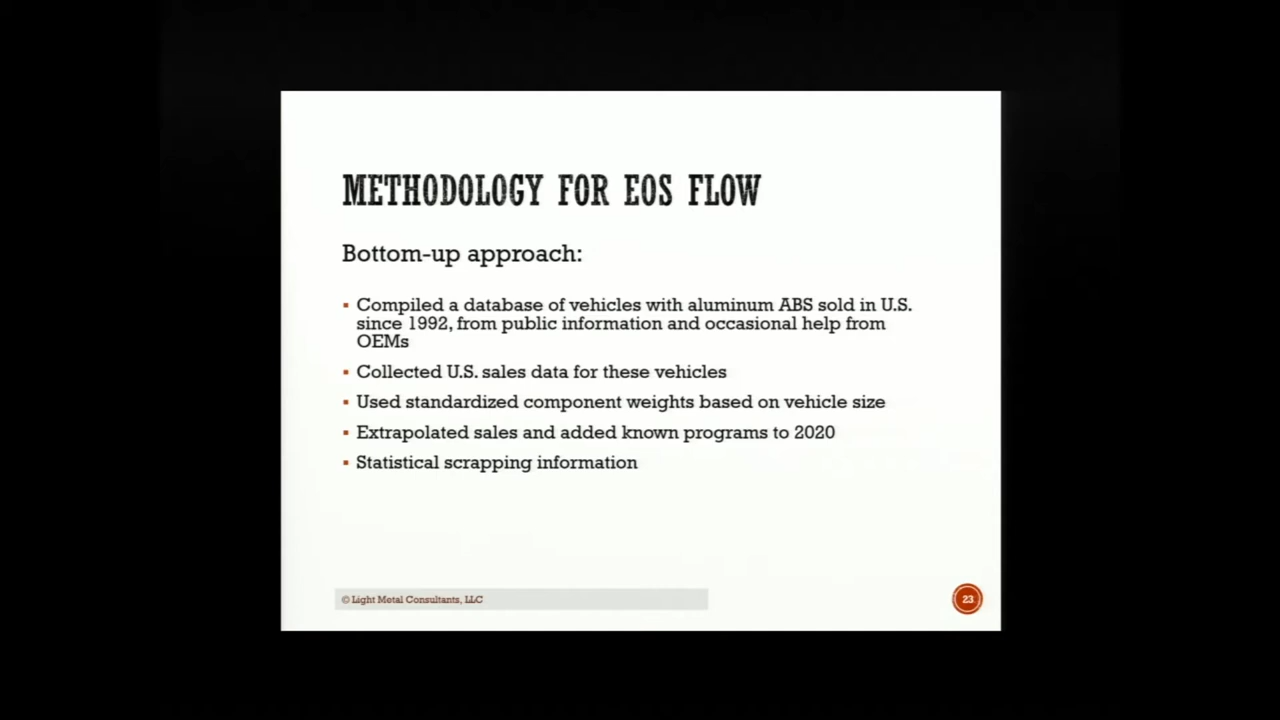 METHODOLOGY FOR EOS FLOW
Bottom-up approach:
▪ Compiled a database of vehicles with aluminum ABS sold in U.S.
since 1992, from public information and occasional help from
OEMs
▪ Collected U.S. sales data for these vehicles
▪ Used standardized component weights based on vehicle size
▪ Extrapolated sales and added known programs to 2020
▪ Statistical scrapping information
© Light Metal Consultants, LLC
23